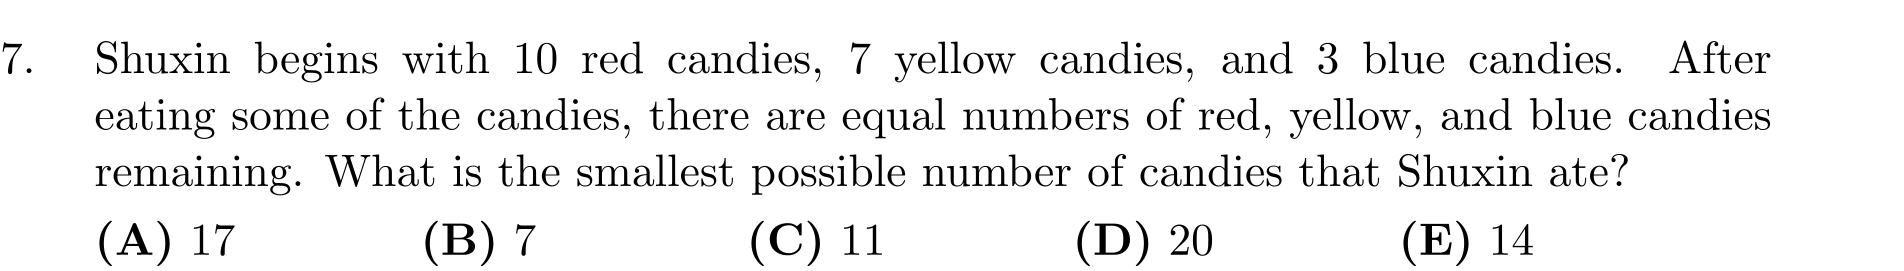 7. Shuxin begins with 10 red candies, 7 yellow candies, and 3 blue candies. After
eating some of the candies, there are equal numbers of red, yellow, and blue candies
remaining. What is the smallest possible number of candies that Shuxin ate?
(A) 17 (B) 7 (C) 11 (D) 20 (E) 14